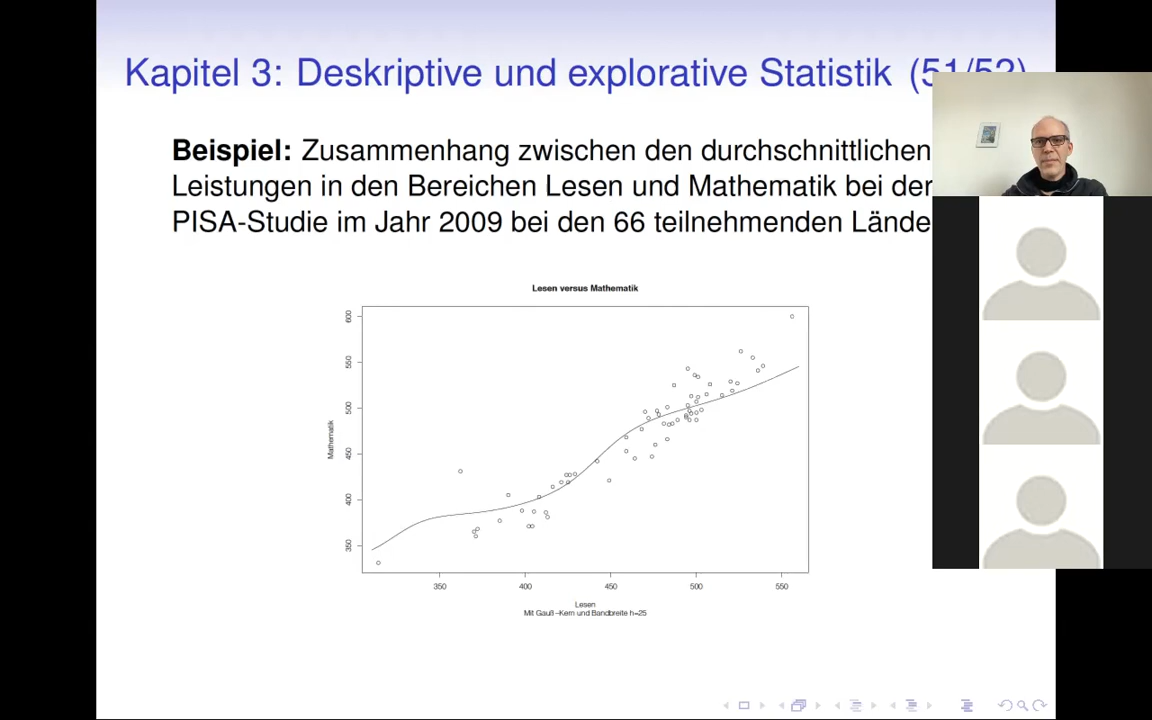 Kapitel 3: Deskriptive und explorative Statistik (51/52)
Beispiel: Zusammenhang zwischen den durchschnittlichen
Leistungen in den Bereichen Lesen und Mathematik bei der
PISA-Studie im Jahr 2009 bei den 66 teilnehmenden Lände
Lesen versus Mathematik
Mathematik
600
550
500
450
400
350
350 400 450 500 550
Lesen
Mit Gauß-Kern und Bandbreite h=25